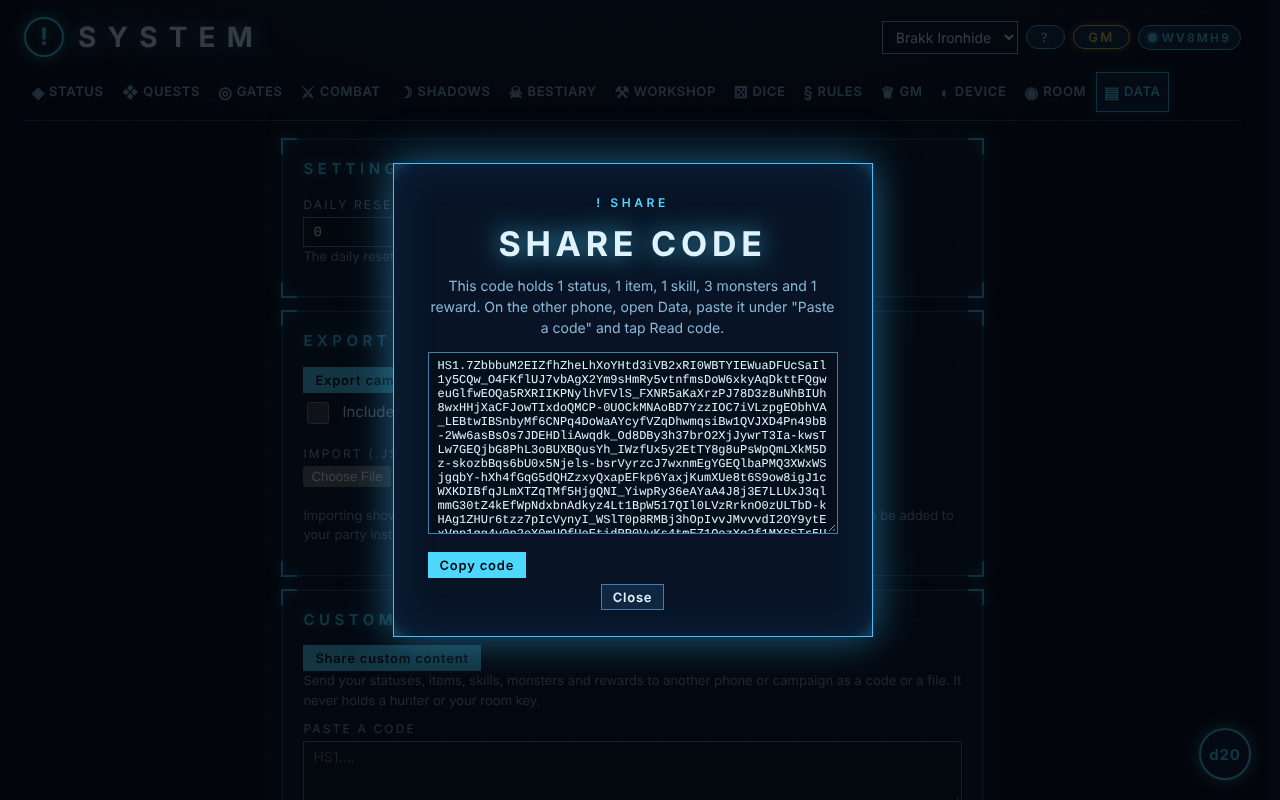 ! SYSTEM
Brakk Ironhide
?
GM
WV8MH9
STATUS
QUESTS
GATES
COMBAT
SHADOWS
BESTIARY
WORKSHOP
DICE
§ RULES
GM
DEVICE
ROOM
DATA
SETTING
DAILY RESE
0
The daily reset
EXPORT
Export cam
Include
IMPORT (.JS
Choose File
Importing show
be added to
your party inst
! SHARE
SHARE CODE
This code holds 1 status, 1 item, 1 skill, 3 monsters and 1
reward. On the other phone, open Data, paste it under "Paste
a code" and tap Read code.
HS1.7ZbbbuM2EIZfhZheLhXoYHtd3iVB2xRI0WBTYIEWuaDFUcSaIl
1y5CQw_O4FKflUJ7vbAgX2Ym9sHmRy5vtnfmsDoW6xkyAqDkttFQgw
euGlfwEOQa5RXRIIKPNylhVFVlS_FXNR5aKaXrzPJ78D3z8uNhBIUh
8wxHHjXaCFJowTIxdoQMCP-0UOCkMNAoBD7YzzIOC7iVLzpgEObhVA
_LEBtwIBSnbyMf6CNPq4DoWaAYcyfVZqDhwmqsiBw1QVJXD4Pn49bB
-2Ww6asBsOs7JDEHDliAwqdk_Od8DBy3h37brO2XjJywrT3Ia-kwsT
Lw7GEQjbG8PhL3oBUXBQusYh_IWzfUx5y2EtTY8g8uPsWpQmLXkM5D
z-skozbBqs6bU0x5Njels-bsrVyrzcJ7wxnmEgYGEQlbaPMQ3XWxWS
jgqbY-hXh4fGqG5dQHZzxyQxapEFkp6YaxjKumXUe8t6S9ow8igJ1c
WXKDIBfqJLmXTZqTMf5HjgQNI_YiwpRy36eAYaA4J8j3E7LLUxJ3ql
mmG30tZ4kEfWpNdxbnAdkyz4Lt1BpW517QIl0LVzRrknO0zULTbD-k
HAg1ZHUr6tzz7pIcVynyI_WSlT0p8RMBj3hOpIvvJMvvvdI2OY9ytE
Copy code
Close
CUSTOM
Share custom content
Send your statuses, items, skills, monsters and rewards to another phone or campaign as a code or a file. It
never holds a hunter or your room key.
PASTE A CODE
HS1....
d20